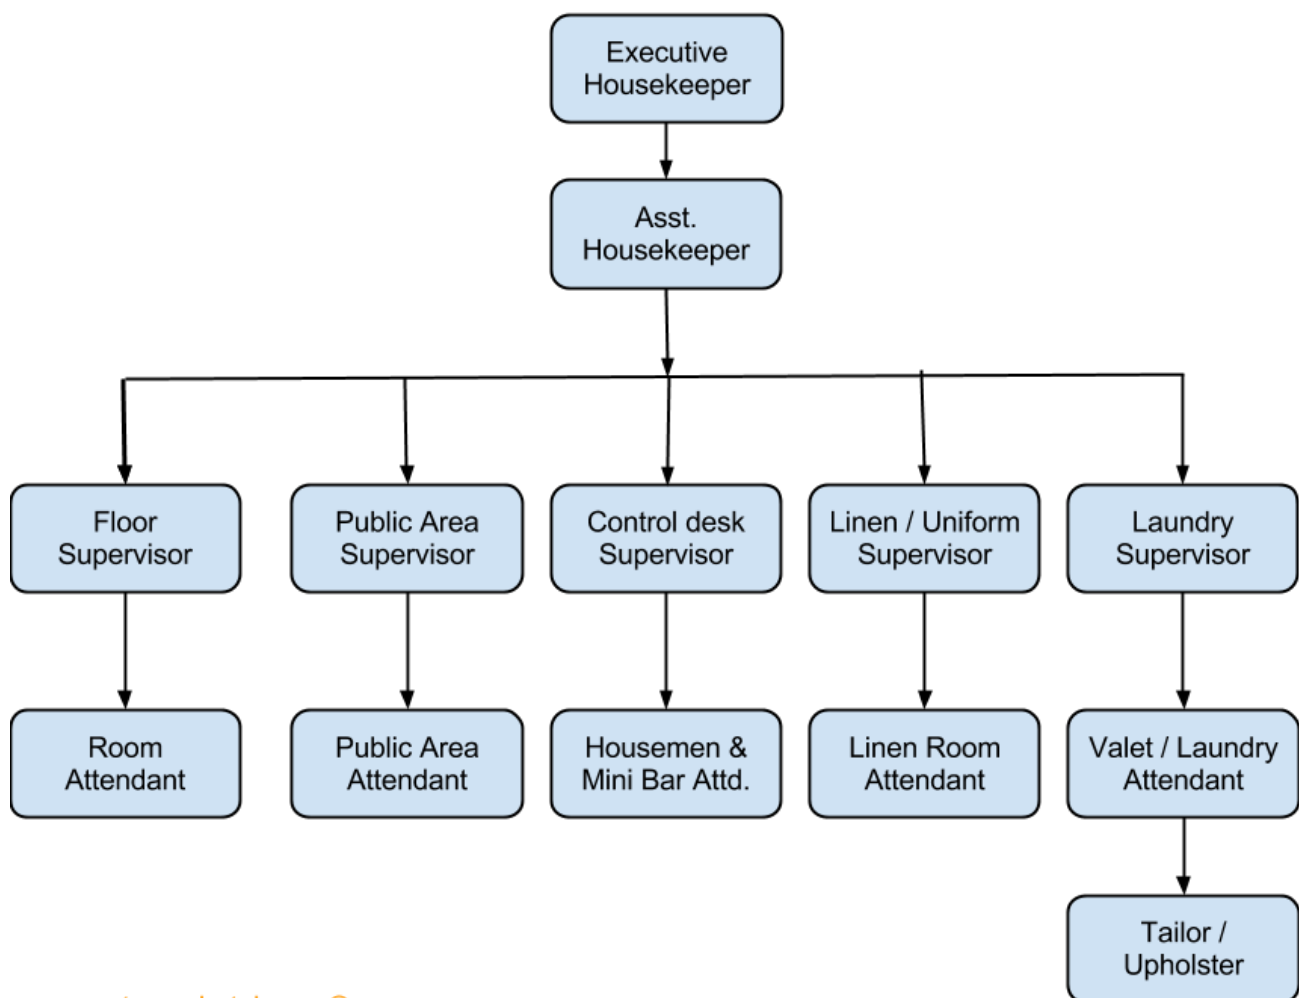 Executive
Housekeeper
Asst.
Housekeeper
Floor
Supervisor
Public Area
Supervisor
Control desk
Supervisor
Linen / Uniform
Supervisor
Laundry
Supervisor
Room
Attendant
Public Area
Attendant
Housemen &
Mini Bar Attd.
Linen Room
Attendant
Valet / Laundry
Attendant
Tailor /
Upholster